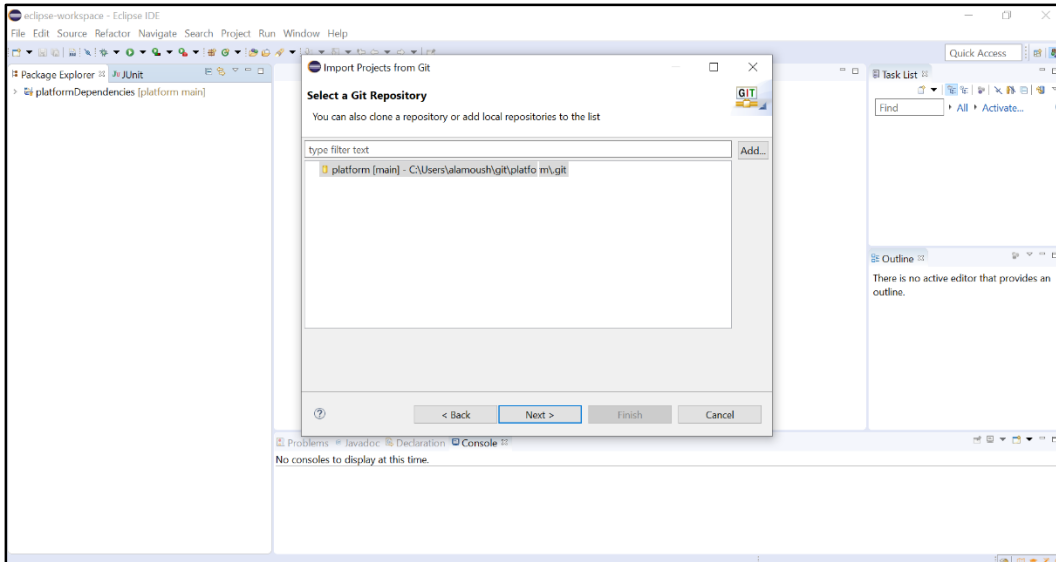 eclipse-workspace - Eclipse IDE
File Edit Source Refactor Navigate Search Project Run Window Help
Quick Access
Package Explorer JUnit
platformDependencies [platform main]
Import Projects from Git
Select a Git Repository
GIT
You can also clone a repository or add local repositories to the list
type filter text
Add...
platform [main] - C:\Users\alamoush\git\platfo m\.git
< Back Next > Finish Cancel
Task List
Find All Activate...
Outline
There is no active editor that provides an
outline.
Problems Javadoc Declaration Console
No consoles to display at this time.